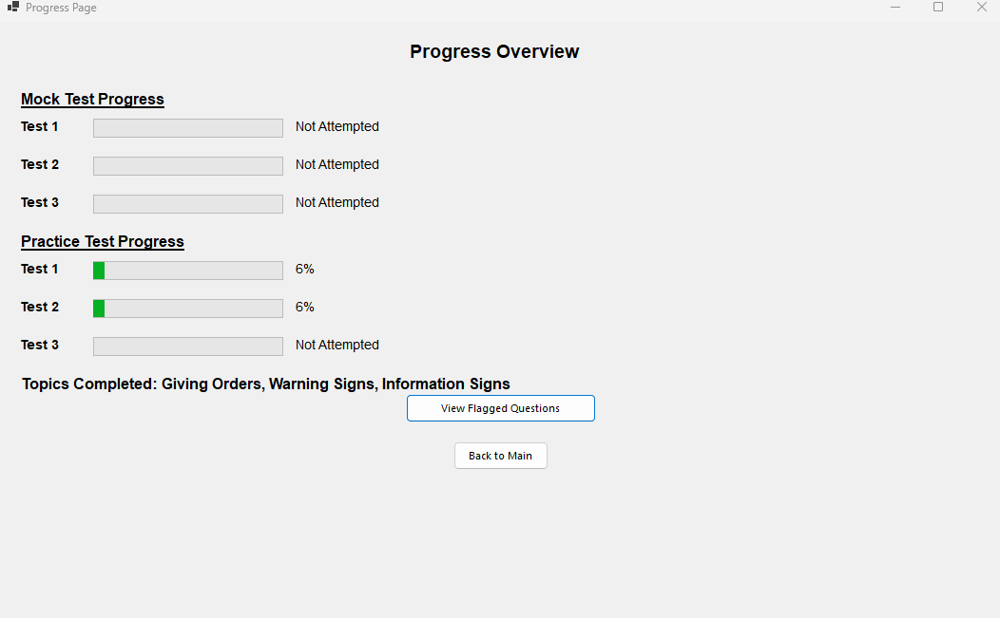 Progress Page
Progress Overview
Mock Test Progress
Test 1 Not Attempted
Test 2 Not Attempted
Test 3 Not Attempted
Practice Test Progress
Test 1 6%
Test 2 6%
Test 3 Not Attempted
Topics Completed: Giving Orders, Warning Signs, Information Signs
View Flagged Questions
Back to Main